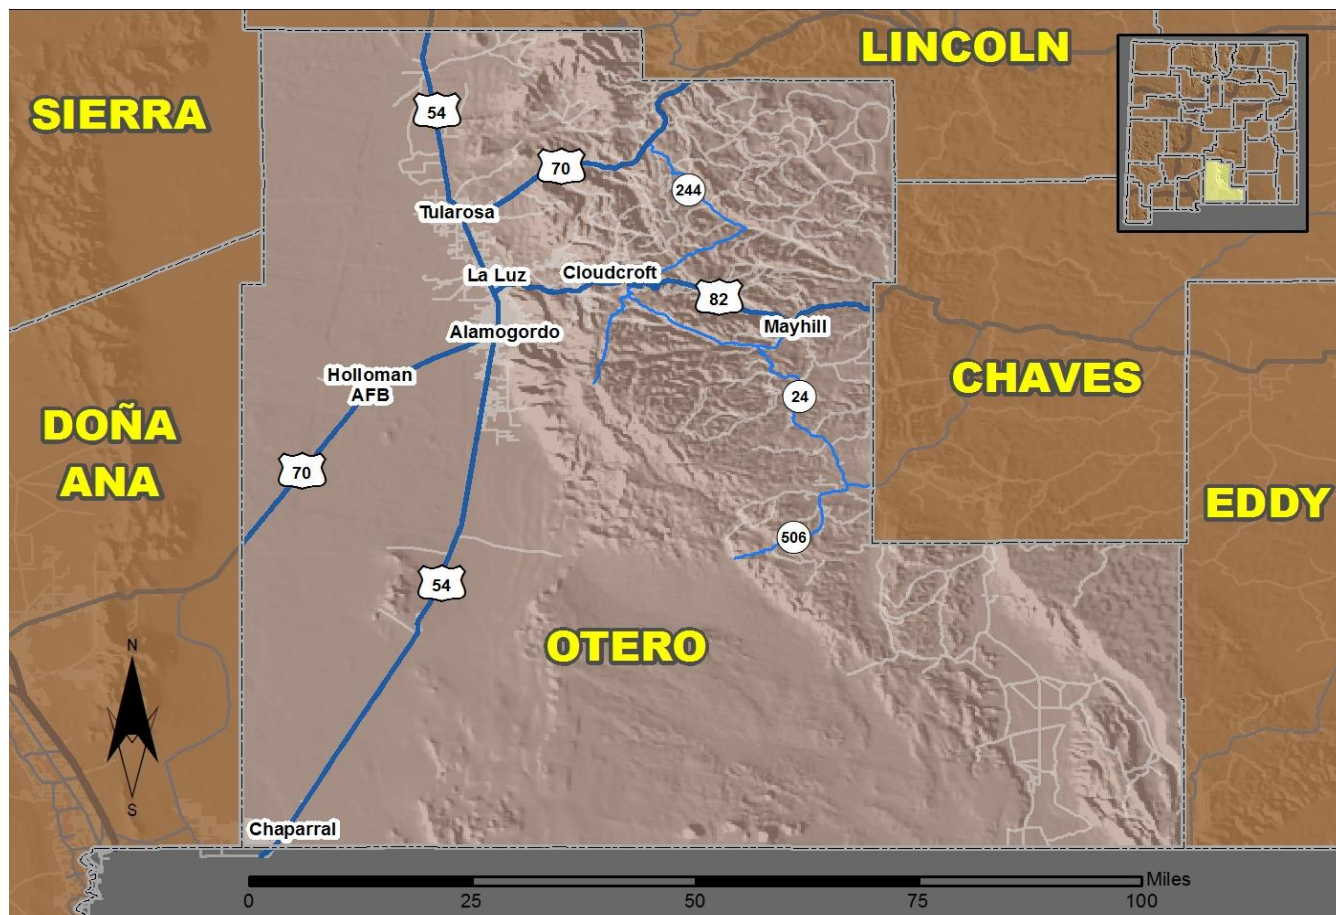 LINCOLN
SIERRA
54
70
244
Tularosa
La Luz
Cloudcroft
82
Mayhill
Alamogordo
Holloman
AFB
CHAVES
24
DOÑA
ANA
70
EDDY
506
54
OTERO
N
S
Chaparral
Miles
0
25
50
75
100